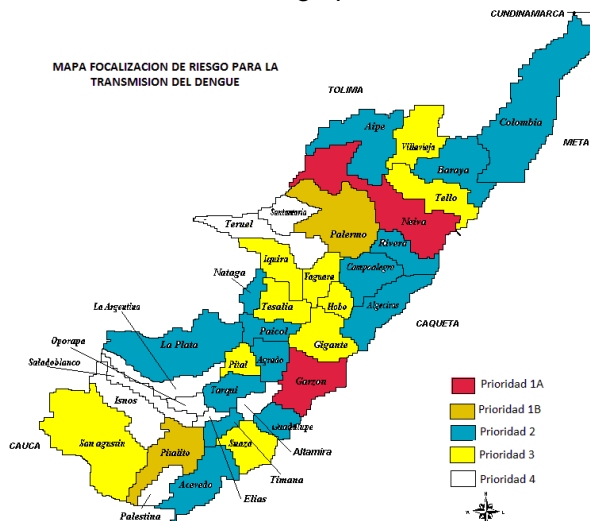 CUNDINAMARCA
MAPA FOCALIZACION DE RIESGO PARA LA
TRANSMISION DEL DENGUE
TOLIMA
META
Colombia
Aipe
Villavieja
Baraya
Tello
Santamaria
Teruel
Palermo
Neiva
Rivera
Iquira
Nataga
Yaguara
Campoalegre
Tesalia
Hobo
Algeciras
La Argentina
Paicol
CAQUETA
Oporapa
La Plata
Gigante
Saladoblanco
Pital
Agrado
Isnos
Tarqui
Garzon
Prioridad 1A
Prioridad 1B
Prioridad 2
Prioridad 3
Prioridad 4
CAUCA
San agustin
Pitalito
Suaza
Guadalupe
Altamira
Timana
Acevedo
Elias
Palestina